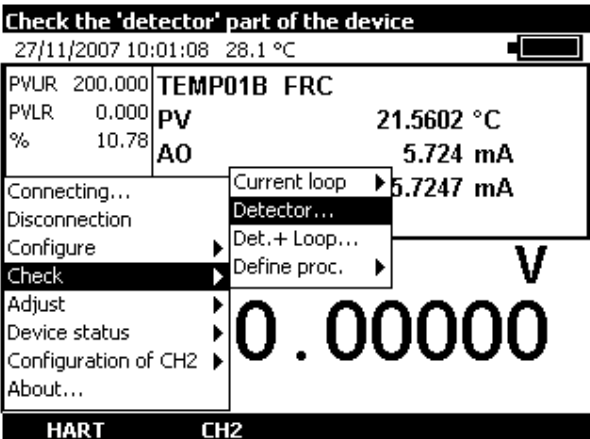 Check the 'detector' part of the device
27/11/2007 10:01:08 28.1 °C
PVUR 200.000
PVLR 0.000
% 10.78
TEMP01B FRC
PV 21.5602 °C
AO 5.724 mA
5.7247 mA
Connecting...
Disconnection
Configure
Check
Adjust
Device status
Configuration of CH2
About...
Current loop
Detector...
Det.+ Loop...
Define proc.
V
0.00000
HART CH2